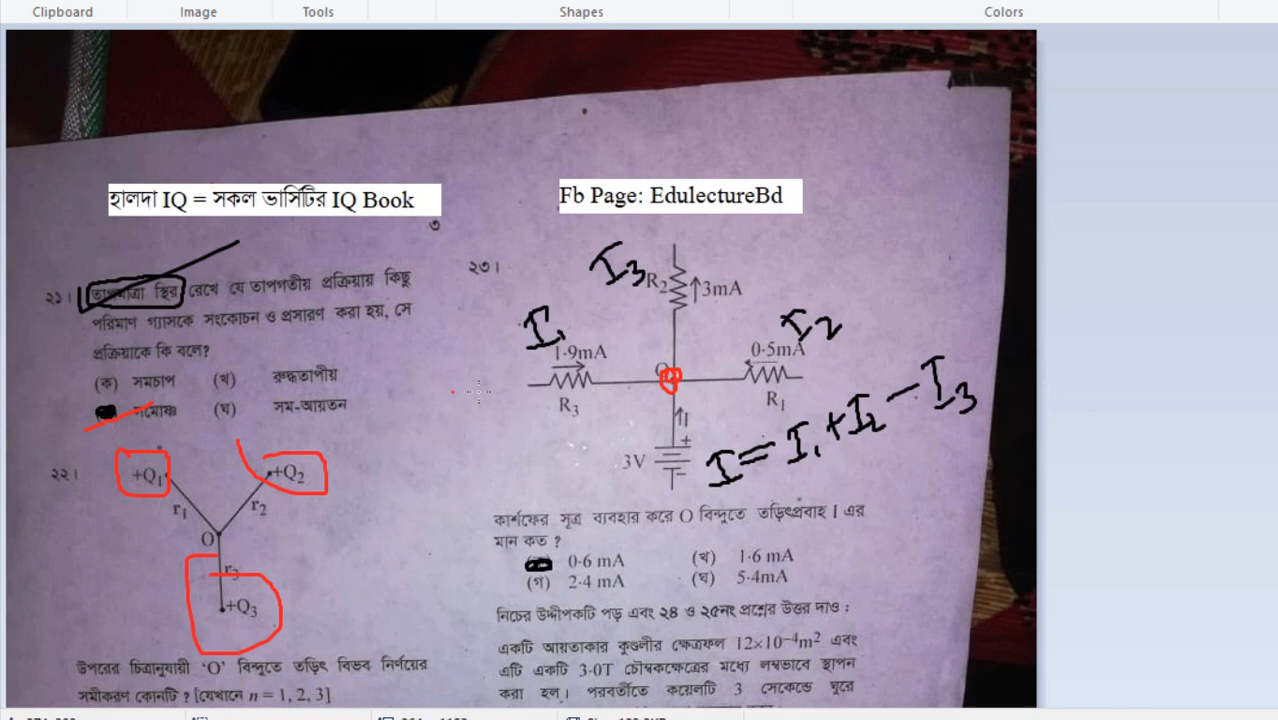 Clipboard Image Tools Shapes Colors
হালদা IQ = সকল ভার্সিটির IQ Book
Fb Page: EdulectureBd
৩
২১। তাপমাত্রা স্থির রেখে যে তাপগতীয় প্রক্রিয়ায় কিছু
পরিমাণ গ্যাসকে সংকোচন ও প্রসারণ করা হয়, সে
প্রক্রিয়াকে কি বলে?
(ক) সমচাপ (খ) রুদ্ধতাপীয়
সমোষ্ণ (ঘ) সম-আয়তন
২২।
+Q1 +Q2
r1 r2
O
r3
+Q3
উপরের চিত্রানুযায়ী ‘O’ বিন্দুতে তড়িৎ বিভব নির্ণয়ের
সমীকরণ কোনটি ? [যেখানে n = 1, 2, 3]
২৩।
I3 R2 3mA
I1 I2
1·9mA O 0·5mA
R3 R1
I
+
3V
−
I = I1 + I2 − I3
কার্শফের সূত্র ব্যবহার করে O বিন্দুতে তড়িৎপ্রবাহ I এর
মান কত ?
0·6 mA (খ) 1·6 mA
(গ) 2·4 mA (ঘ) 5·4mA
নিচের উদ্দীপকটি পড় এবং ২৪ ও ২৫নং প্রশ্নের উত্তর দাও :
একটি আয়তাকার কুণ্ডলীর ক্ষেত্রফল 12×10⁻⁴m² এবং
এটি একটি 3·0T চৌম্বকক্ষেত্রের মধ্যে লম্বভাবে স্থাপন
করা হল। পরবর্তীতে কয়েলটি 3 সেকেন্ডে ঘুরে